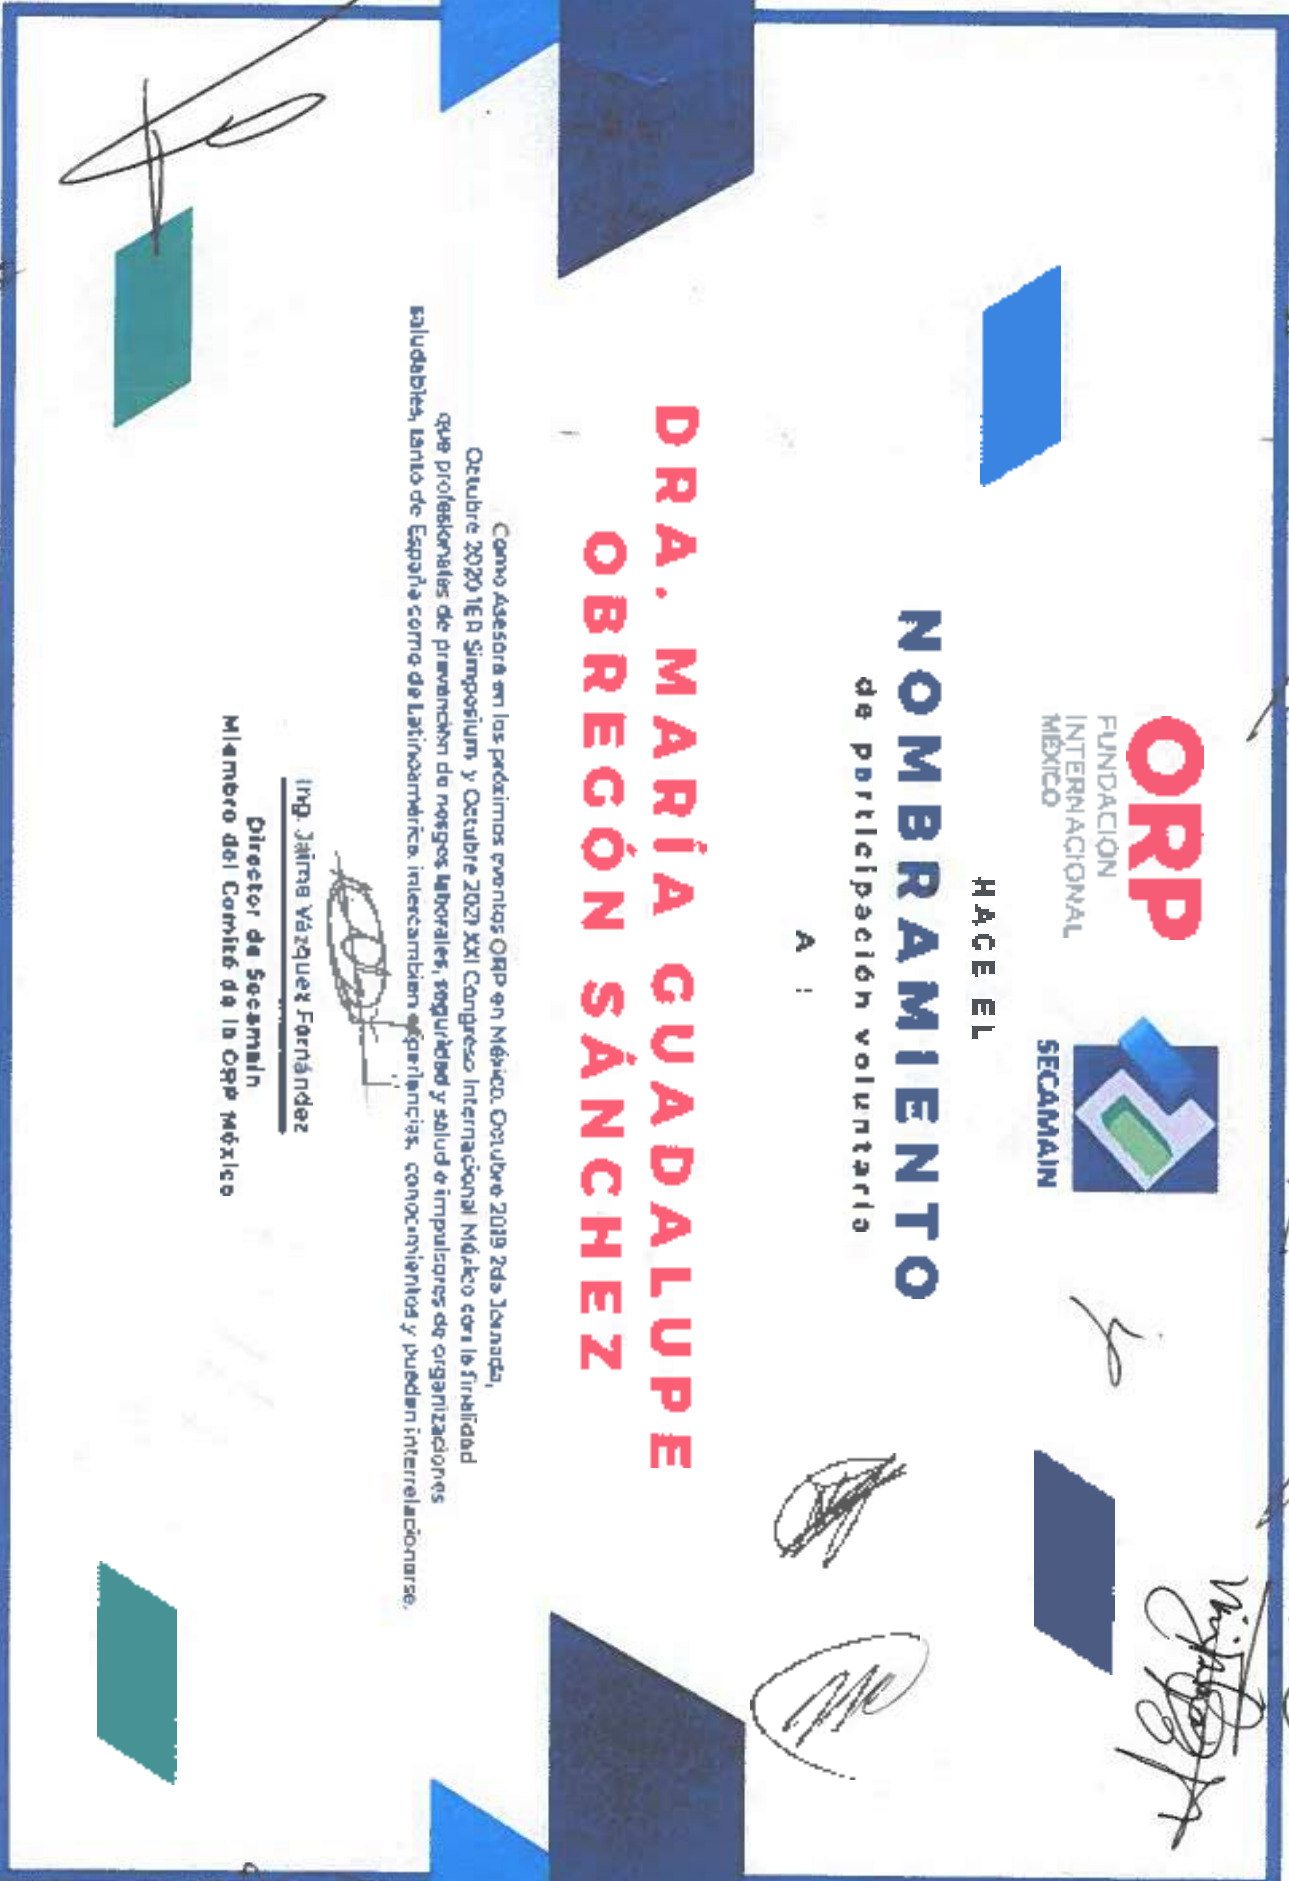 ORP
FUNDACIÓN
INTERNACIONAL
MÉXICO
SECAMAIN
HACE EL
NOMBRAMIENTO
de participación voluntaria
A :
DRA. MARÍA GUADALUPE
OBREGÓN SÁNCHEZ
Como Asesora en los próximos eventos ORP en México. Octubre 2019 2da Jornada,
Octubre 2020 1ER Simposium y Octubre 2021 XXI Congreso Internacional México con la finalidad
que profesionales de prevención de riesgos laborales, seguridad y salud e impulsores de organizaciones
saludables, tanto de España como de Latinoamérica, intercambien experiencias, conocimientos y puedan interrelacionarse.
Ing. Jaime Vázquez Fernández
Director de Secamain
Miembro del Comité de la ORP México